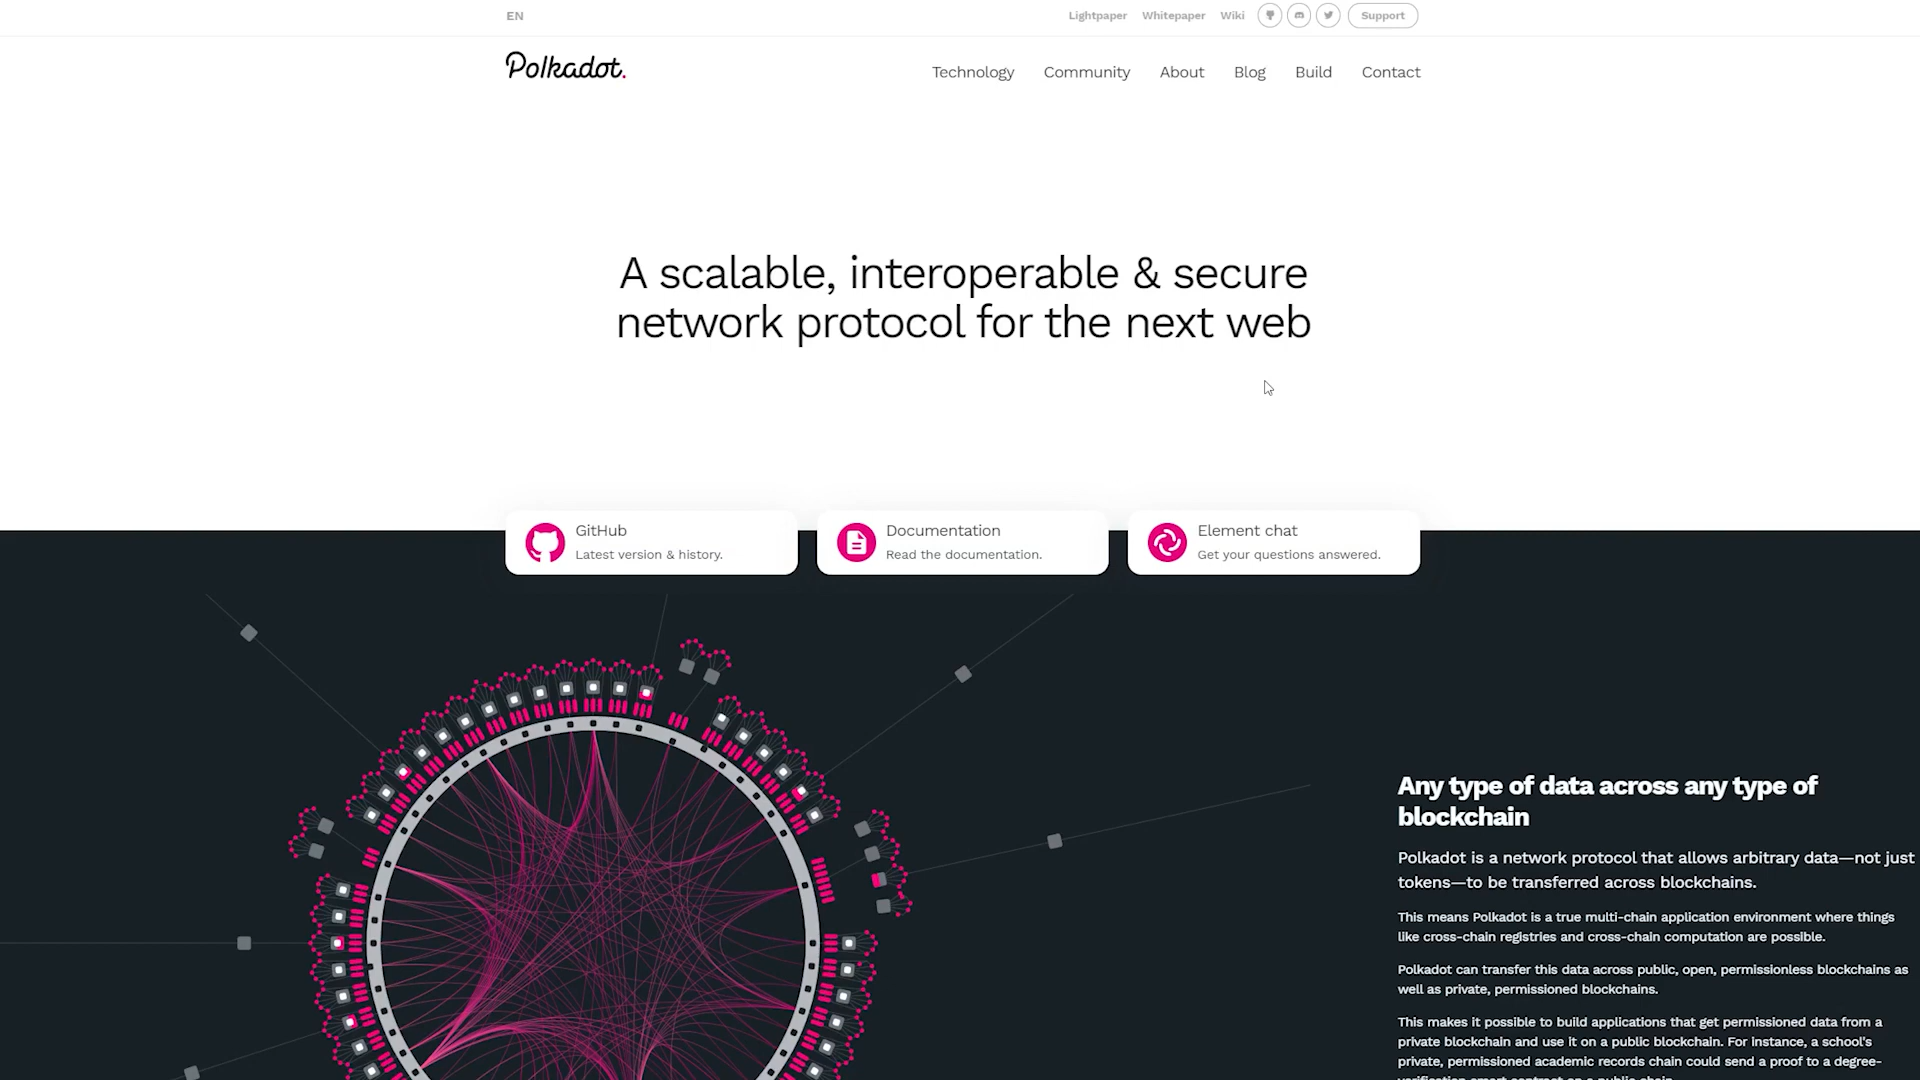 EN
Lightpaper Whitepaper Wiki Support
Polkadot.
Technology Community About Blog Build Contact
A scalable, interoperable & secure
network protocol for the next web
GitHub
Latest version & history.
Documentation
Read the documentation.
Element chat
Get your questions answered.
Any type of data across any type of
blockchain
Polkadot is a network protocol that allows arbitrary data—not just
tokens—to be transferred across blockchains.
This means Polkadot is a true multi-chain application environment where things
like cross-chain registries and cross-chain computation are possible.
Polkadot can transfer this data across public, open, permissionless blockchains as
well as private, permissioned blockchains.
This makes it possible to build applications that get permissioned data from a
private blockchain and use it on a public blockchain. For instance, a school's
private, permissioned academic records chain could send a proof to a degree-
verification smart contract on a public chain.